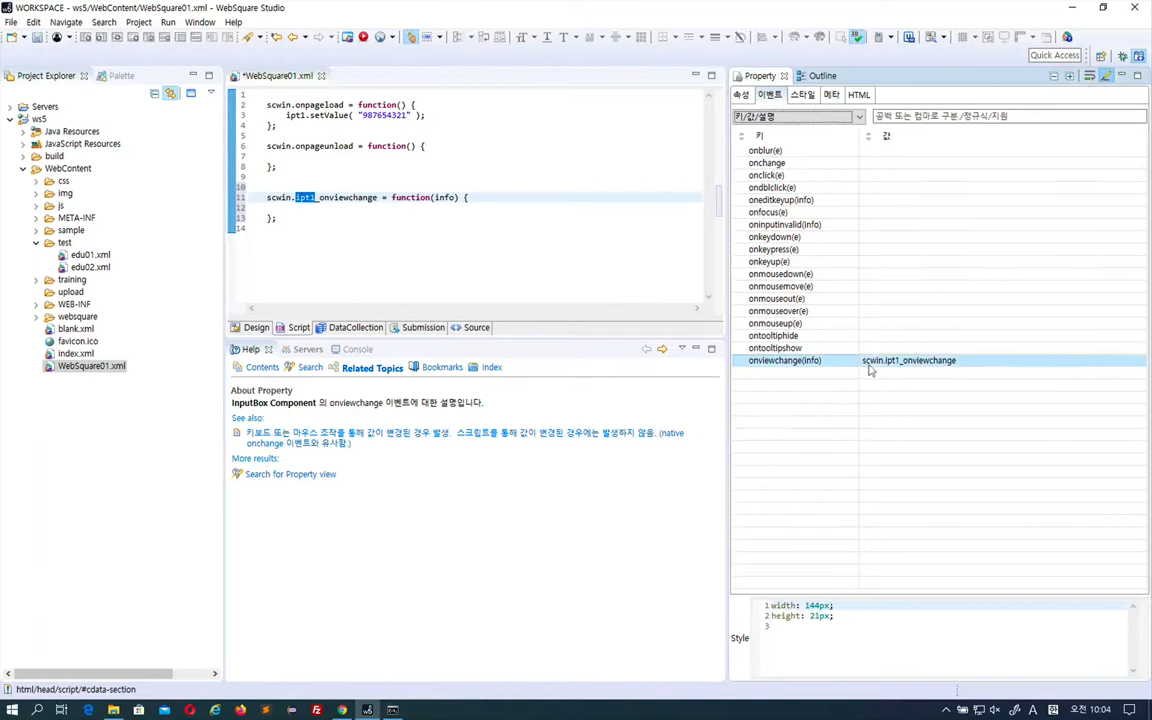 WORKSPACE - ws5/WebContent/WebSquare01.xml - WebSquare Studio
File Edit View Navigate Search Project Run Window Help
Quick Access
Project Explorer Palette
Servers
ws5
Java Resources
JavaScript Resources
build
WebContent
css
img
js
META-INF
sample
test
edu01.xml
edu02.xml
training
upload
WEB-INF
websquare
blank.xml
favicon.ico
index.xml
WebSquare01.xml
*WebSquare01.xml
1
2 scwin.onpageload = function() {
3 ipt1.setValue( "987654321" );
4 };
5
6 scwin.onpageunload = function() {
7
8 };
9
10
11 scwin.ipt1_onviewchange = function(info) {
12
13 };
14
Design Script DataCollection Submission Source
Help Servers Console
Contents Search Related Topics Bookmarks Index
About Property
InputBox Component 의 onviewchange 이벤트에 대한 설명입니다.
See also:
키보드 또는 마우스 조작을 통해 값이 변경된 경우 발생. 스크립트를 통해 값이 변경된 경우에는 발생하지 않음. (native
onchange 이벤트와 유사함.)
More results:
Search for Property view
Property Outline
속성 이벤트 스타일 메타 HTML
키/값/설명 공백 또는 컴마로 구분./정규식/지원
키 값
onblur(e)
onchange
onclick(e)
ondblclick(e)
oneditkeyup(info)
onfocus(e)
oninputinvalid(info)
onkeydown(e)
onkeypress(e)
onkeyup(e)
onmousedown(e)
onmousemove(e)
onmouseout(e)
onmouseover(e)
onmouseup(e)
ontooltiphide
ontooltipshow
onviewchange(info) scwin.ipt1_onviewchange
Style
1 width: 144px;
2 height: 21px;
3
html/head/script/#cdata-section
A 한 오전 10:04